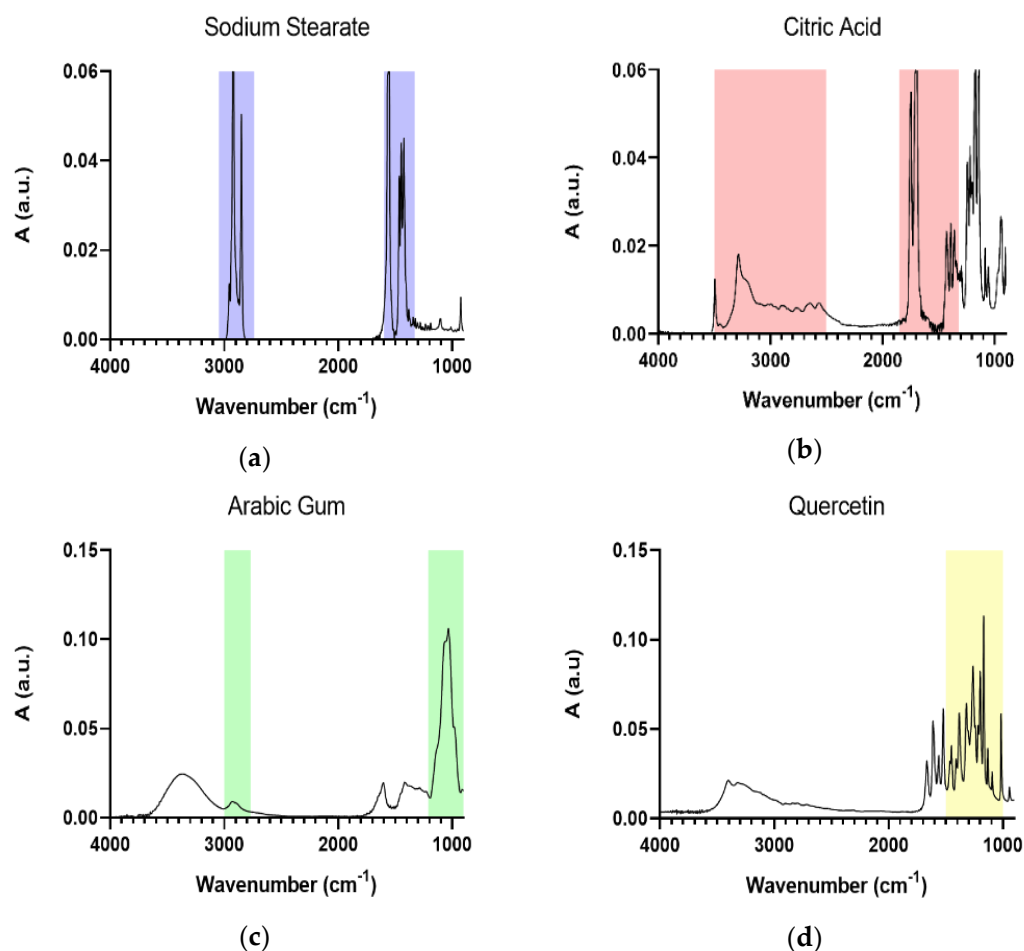 Sodium Stearate
0.06
0.04
0.02
0.00
A (a.u.)
4000 3000 2000 1000
Wavenumber (cm-1)
(a)
Citric Acid
0.06
0.04
0.02
0.00
A (a.u.)
4000 3000 2000 1000
Wavenumber (cm-1)
(b)
Arabic Gum
0.15
0.10
0.05
0.00
A (a.u.)
4000 3000 2000 1000
Wavenumber (cm-1)
(c)
Quercetin
0.15
0.10
0.05
0.00
A (a.u)
4000 3000 2000 1000
Wavenumber (cm-1)
(d)